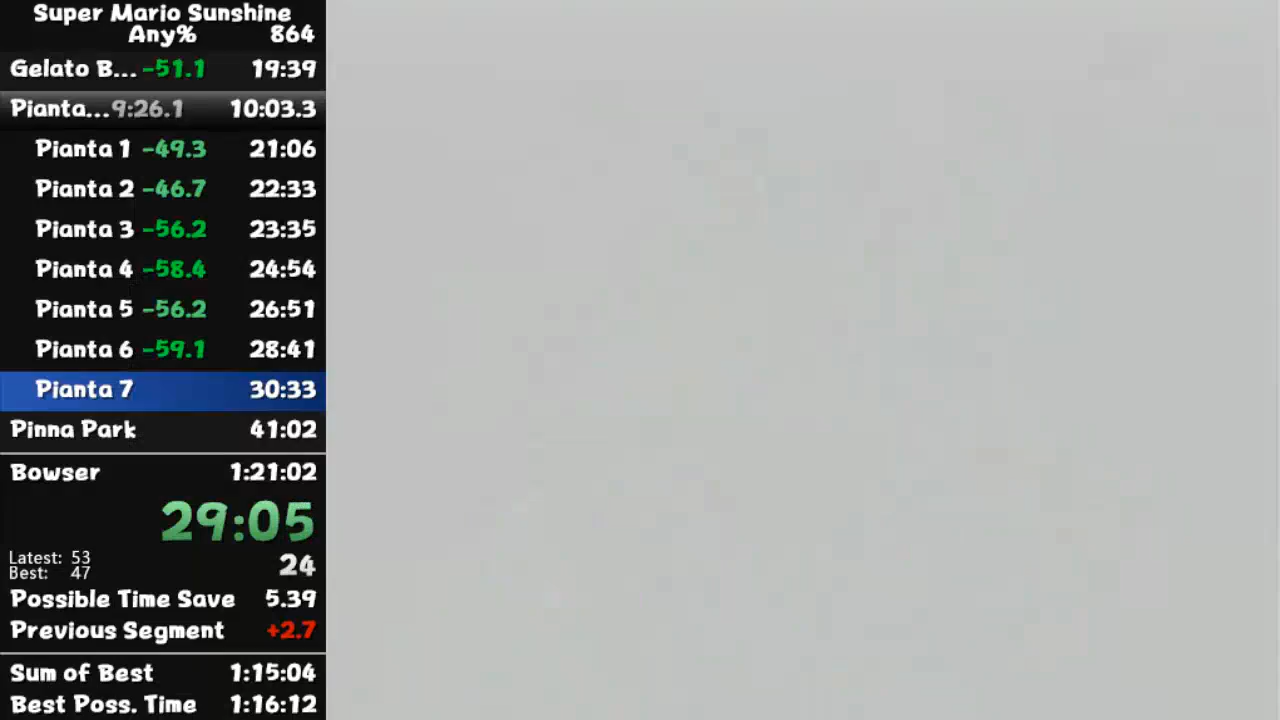 Super Mario Sunshine
Any% 864
Gelato B... -51.1 19:39
Pianta... 9:26.1 10:03.3
Pianta 1 -49.3 21:06
Pianta 2 -46.7 22:33
Pianta 3 -56.2 23:35
Pianta 4 -58.4 24:54
Pianta 5 -56.2 26:51
Pianta 6 -59.1 28:41
Pianta 7 30:33
Pinna Park 41:02
Bowser 1:21:02
29:05
Latest: 53
Best: 47 24
Possible Time Save 5.39
Previous Segment +2.7
Sum of Best 1:15:04
Best Poss. Time 1:16:12